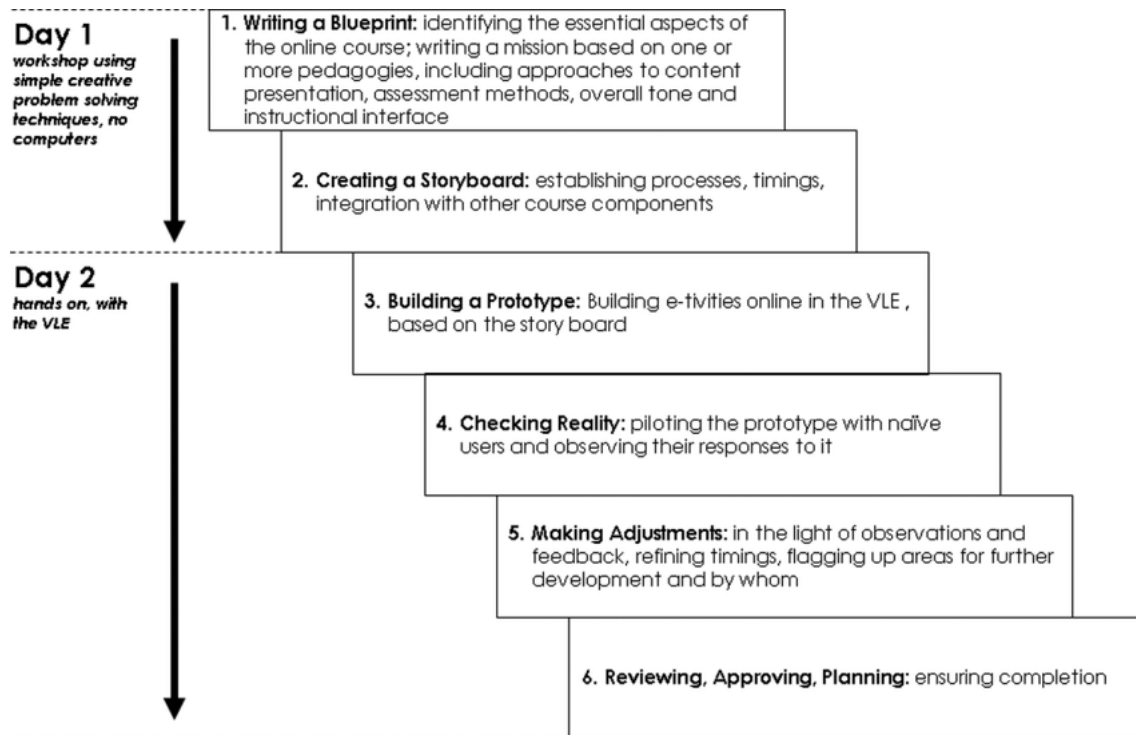 Day 1
workshop using
simple creative
problem solving
techniques, no
computers
1. Writing a Blueprint: identifying the essential aspects of
the online course; writing a mission based on one or
more pedagogies, including approaches to content
presentation, assessment methods, overall tone and
instructional interface
2. Creating a Storyboard: establishing processes, timings,
integration with other course components
Day 2
hands on, with
the VLE
3. Building a Prototype: Building e-tivities online in the VLE ,
based on the story board
4. Checking Reality: piloting the prototype with naïve
users and observing their responses to it
5. Making Adjustments: in the light of observations and
feedback, refining timings, flagging up areas for further
development and by whom
6. Reviewing, Approving, Planning: ensuring completion